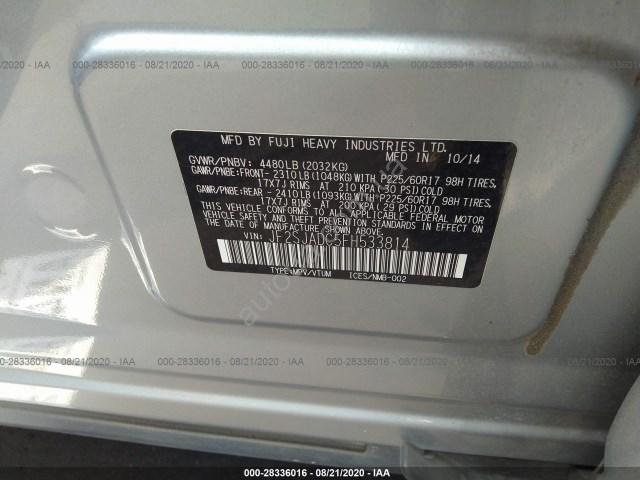 000-28336016 - 08/21/2020 - IAA
MFD BY FUJI HEAVY INDUSTRIES LTD.
GVWR/PNBV: 4480LB(2032KG) 10/14
GAWR/PNBE:FRONT-2310LB(1048KG)WITH P225/60R17 98H TIRES,
17X7J RIMS AT 210 KPA(30 PSI)COLD
GAWR/PNBE:REAR - 2410LB(1093KG)WITH P225/60R17 98H TIRES,
17X7J RIMS AT 200 KPA(29 PSI)COLD
THIS VEHICLE CONFORMS TO ALL APPLICABLE FEDERAL MOTOR
VEHICLE SAFETY, BUMPER, AND THEFT PREVENTION
STANDARDS IN EFFECT ON THE DATE OF MANUFACTURE SHOWN ABOVE.
VIN: JF2SJADC5FH533814
TYPE:MPV/VTUM ICES/NMB-002
000-28336016 - 08/21/2020 - IAA
000-28336016 - 08/21/2020 - IAA